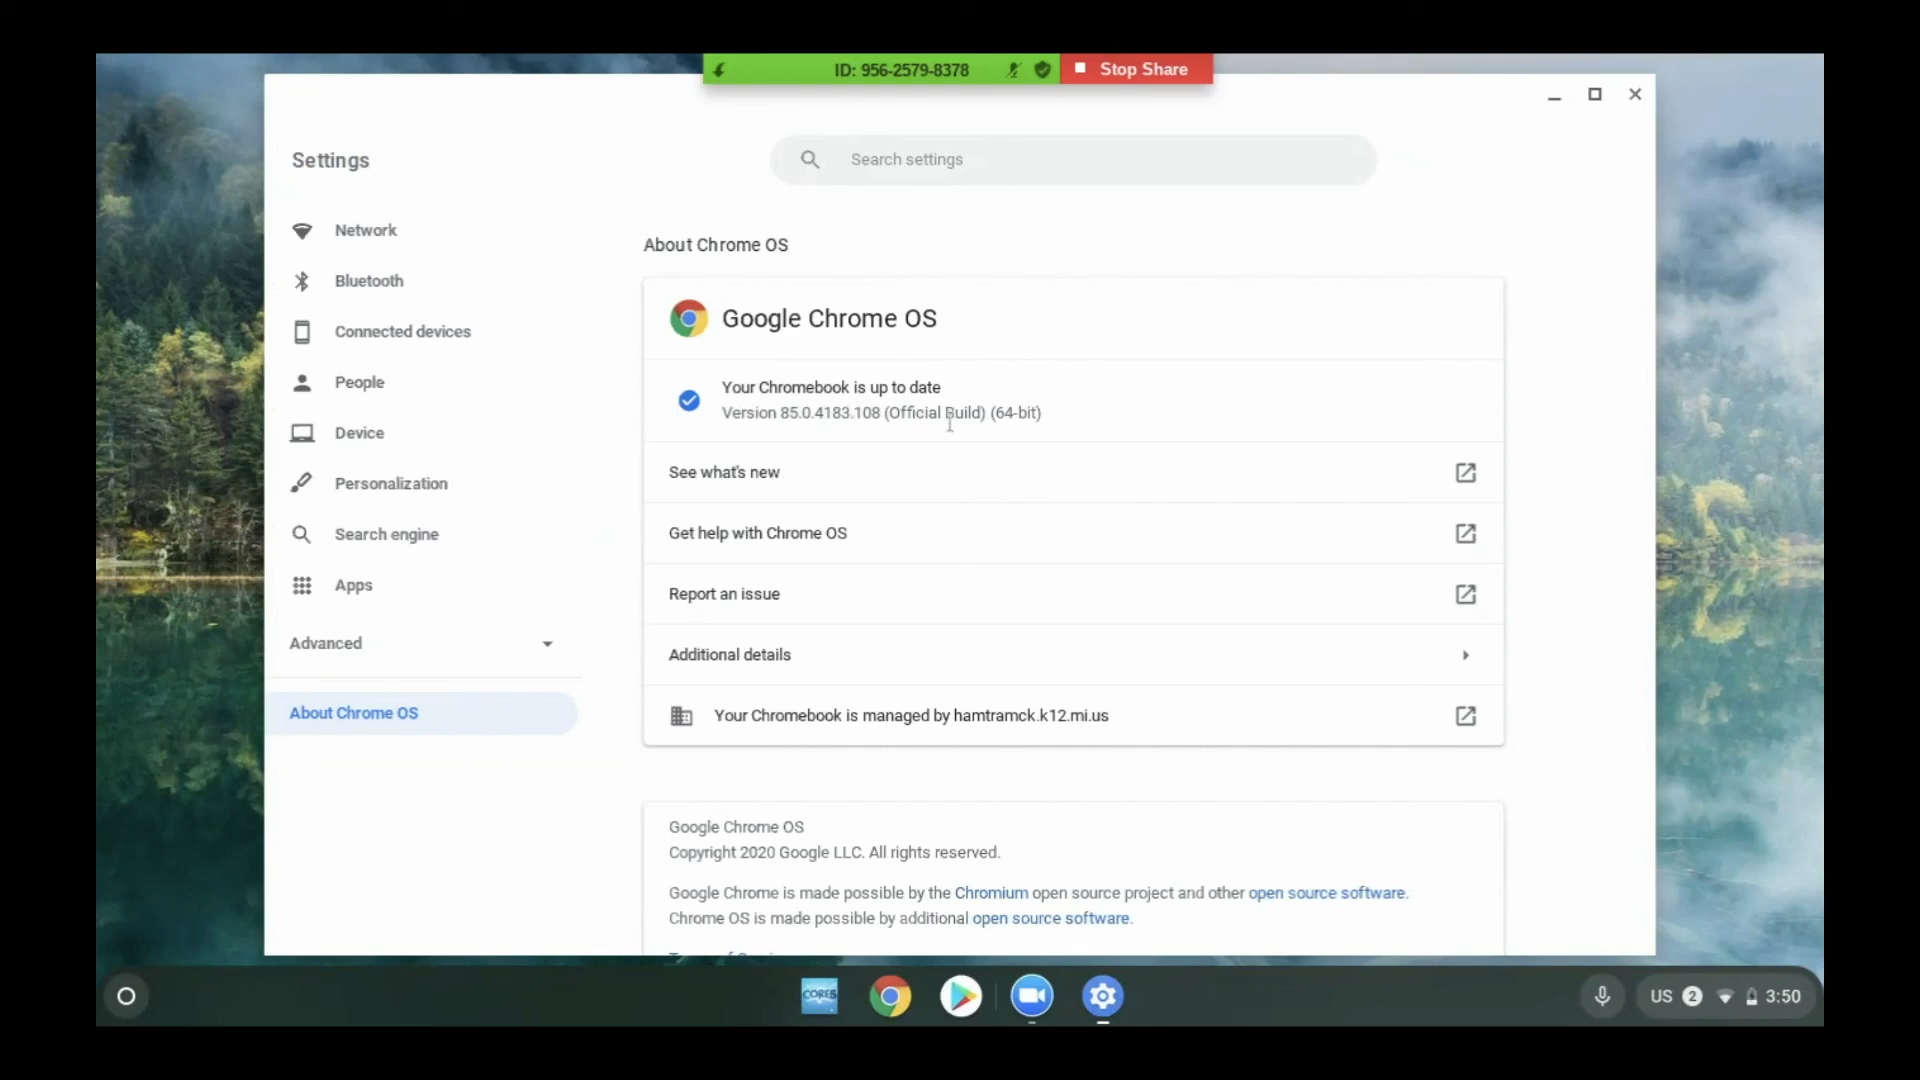 ID: 956-2579-8378
Stop Share
Settings
Search settings
Network
Bluetooth
Connected devices
People
Device
Personalization
Search engine
Apps
Advanced
About Chrome OS
About Chrome OS
Google Chrome OS
Your Chromebook is up to date
Version 85.0.4183.108 (Official Build) (64-bit)
See what's new
Get help with Chrome OS
Report an issue
Additional details
Your Chromebook is managed by hamtramck.k12.mi.us
Google Chrome OS
Copyright 2020 Google LLC. All rights reserved.
Google Chrome is made possible by the Chromium open source project and other open source software.
Chrome OS is made possible by additional open source software.
CORE5
US 2 3:50